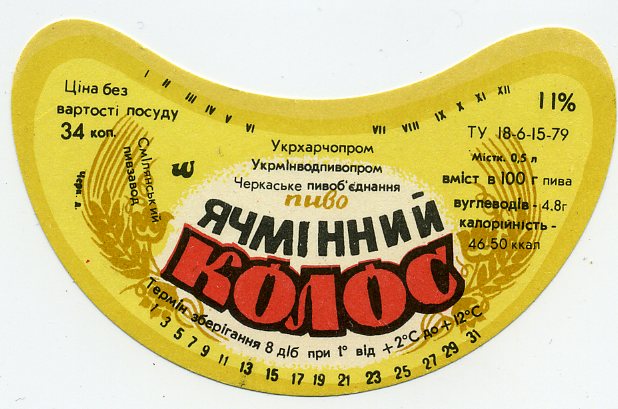 Ціна без
вартості посуду
34 коп.
I II III IV V VI
VII VIII IX X XI XII
11%
ТУ 18-6-15-79
Містк. 0,5 л
вміст в 100 г пива
вуглеводів - 4.8г
калорійність -
46-50 ккал
Смілянський
пивзавод
Укрхарчопром
Укрмінводпивопром
Черкаське пивоб'єднання
пиво
ЯЧМІННИЙ
КОЛОС
Термін зберігання 8 діб при 1° від +2°С до +12°С
1 3 5 7 9 11 13 15 17 19 21 23 25 27 29 31